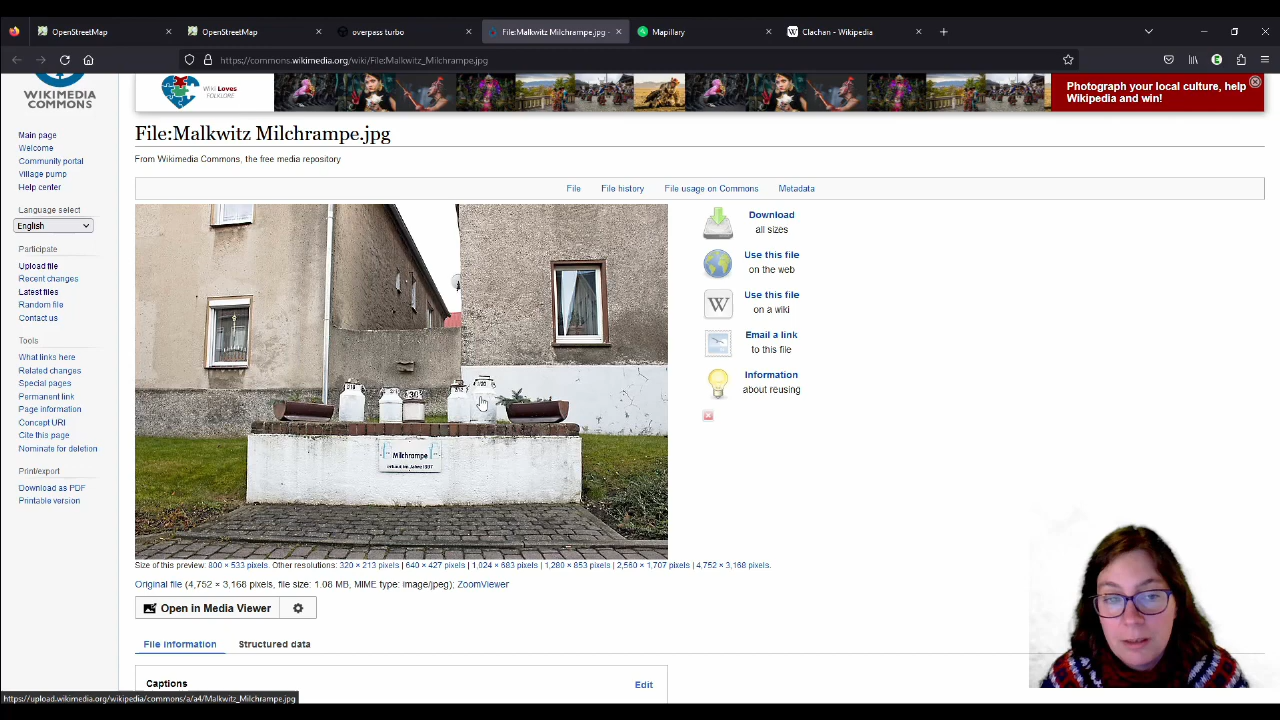 OpenStreetMap
OpenStreetMap
overpass turbo
File:Malkwitz Milchrampe.jpg -
Mapillary
Clachan - Wikipedia
https://commons.wikimedia.org/wiki/File:Malkwitz_Milchrampe.jpg
WIKIMEDIA
COMMONS
Wiki Loves
FOLKLORE
Photograph your local culture, help
Wikipedia and win!
Main page
Welcome
Community portal
Village pump
Help center
Language select
English
Participate
Upload file
Recent changes
Latest files
Random file
Contact us
Tools
What links here
Related changes
Special pages
Permanent link
Page information
Concept URI
Cite this page
Nominate for deletion
Print/export
Download as PDF
Printable version
File:Malkwitz Milchrampe.jpg
From Wikimedia Commons, the free media repository
File
File history
File usage on Commons
Metadata
Milchrampe
erbaut im Jahre 1937
Download
all sizes
Use this file
on the web
W
Use this file
on a wiki
Email a link
to this file
Information
about reusing
Size of this preview: 800 × 533 pixels. Other resolutions: 320 × 213 pixels | 640 × 427 pixels | 1,024 × 683 pixels | 1,280 × 853 pixels | 2,560 × 1,707 pixels | 4,752 × 3,168 pixels.
Original file (4,752 × 3,168 pixels, file size: 1.06 MB, MIME type: image/jpeg); ZoomViewer
Open in Media Viewer
File information
Structured data
Captions
Edit
https://upload.wikimedia.org/wikipedia/commons/a/a4/Malkwitz_Milchrampe.jpg